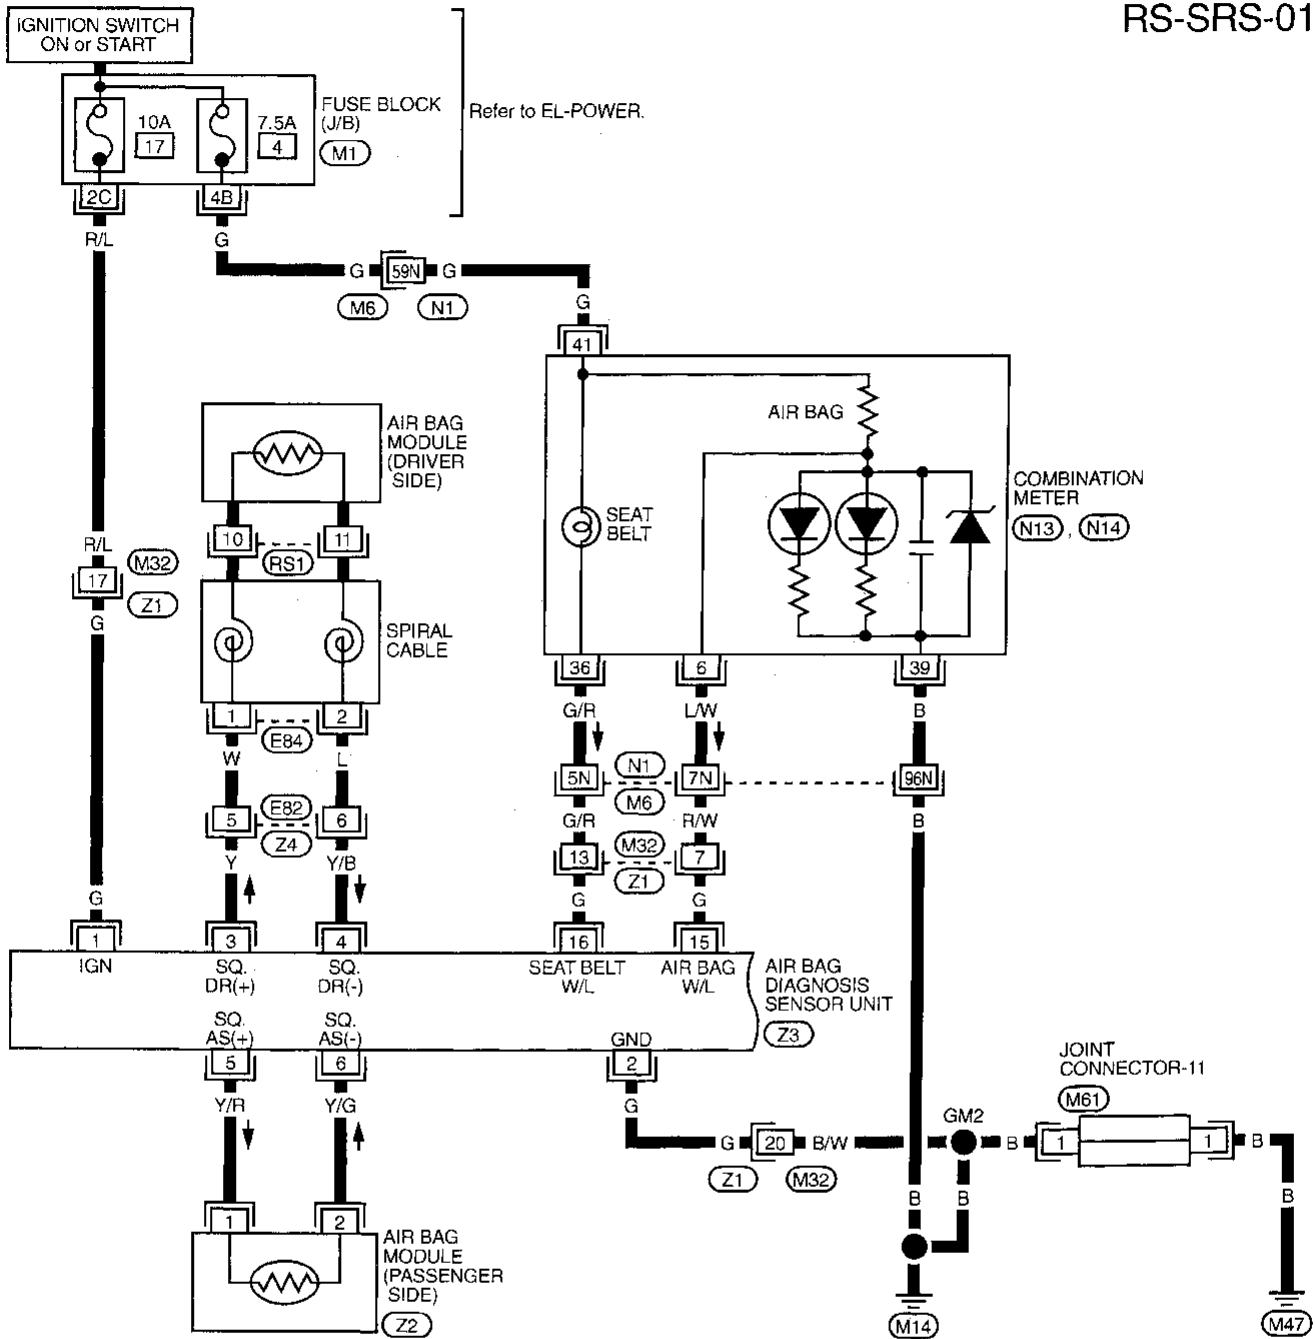 RS-SRS-01
IGNITION SWITCH
ON or START
10A
17
7.5A
4
FUSE BLOCK
(J/B)
M1
Refer to EL-POWER.
2C
4B
R/L
G
G
59N
G
M6
N1
G
41
AIR BAG
MODULE
(DRIVER
SIDE)
AIR BAG
SEAT
BELT
COMBINATION
METER
N13 , N14
10
11
RS1
R/L
17
M32
Z1
G
SPIRAL
CABLE
1
2
E84
W
L
5
6
E82
Z4
Y
Y/B
36
6
39
G/R
L/W
B
5N
N1
7N
96N
M6
G/R
R/W
B
13
M32
7
Z1
G
G
G
1
3
4
16
15
IGN
SQ.
DR(+)
SQ.
DR(-)
SEAT BELT
W/L
AIR BAG
W/L
AIR BAG
DIAGNOSIS
SENSOR UNIT
Z3
SQ.
AS(+)
SQ.
AS(-)
GND
5
6
2
Y/R
Y/G
G
G
20
B/W
Z1
M32
GM2
B
JOINT
CONNECTOR-11
M61
1
1
B
B
B
B
1
2
AIR BAG
MODULE
(PASSENGER
SIDE)
Z2
M14
M47